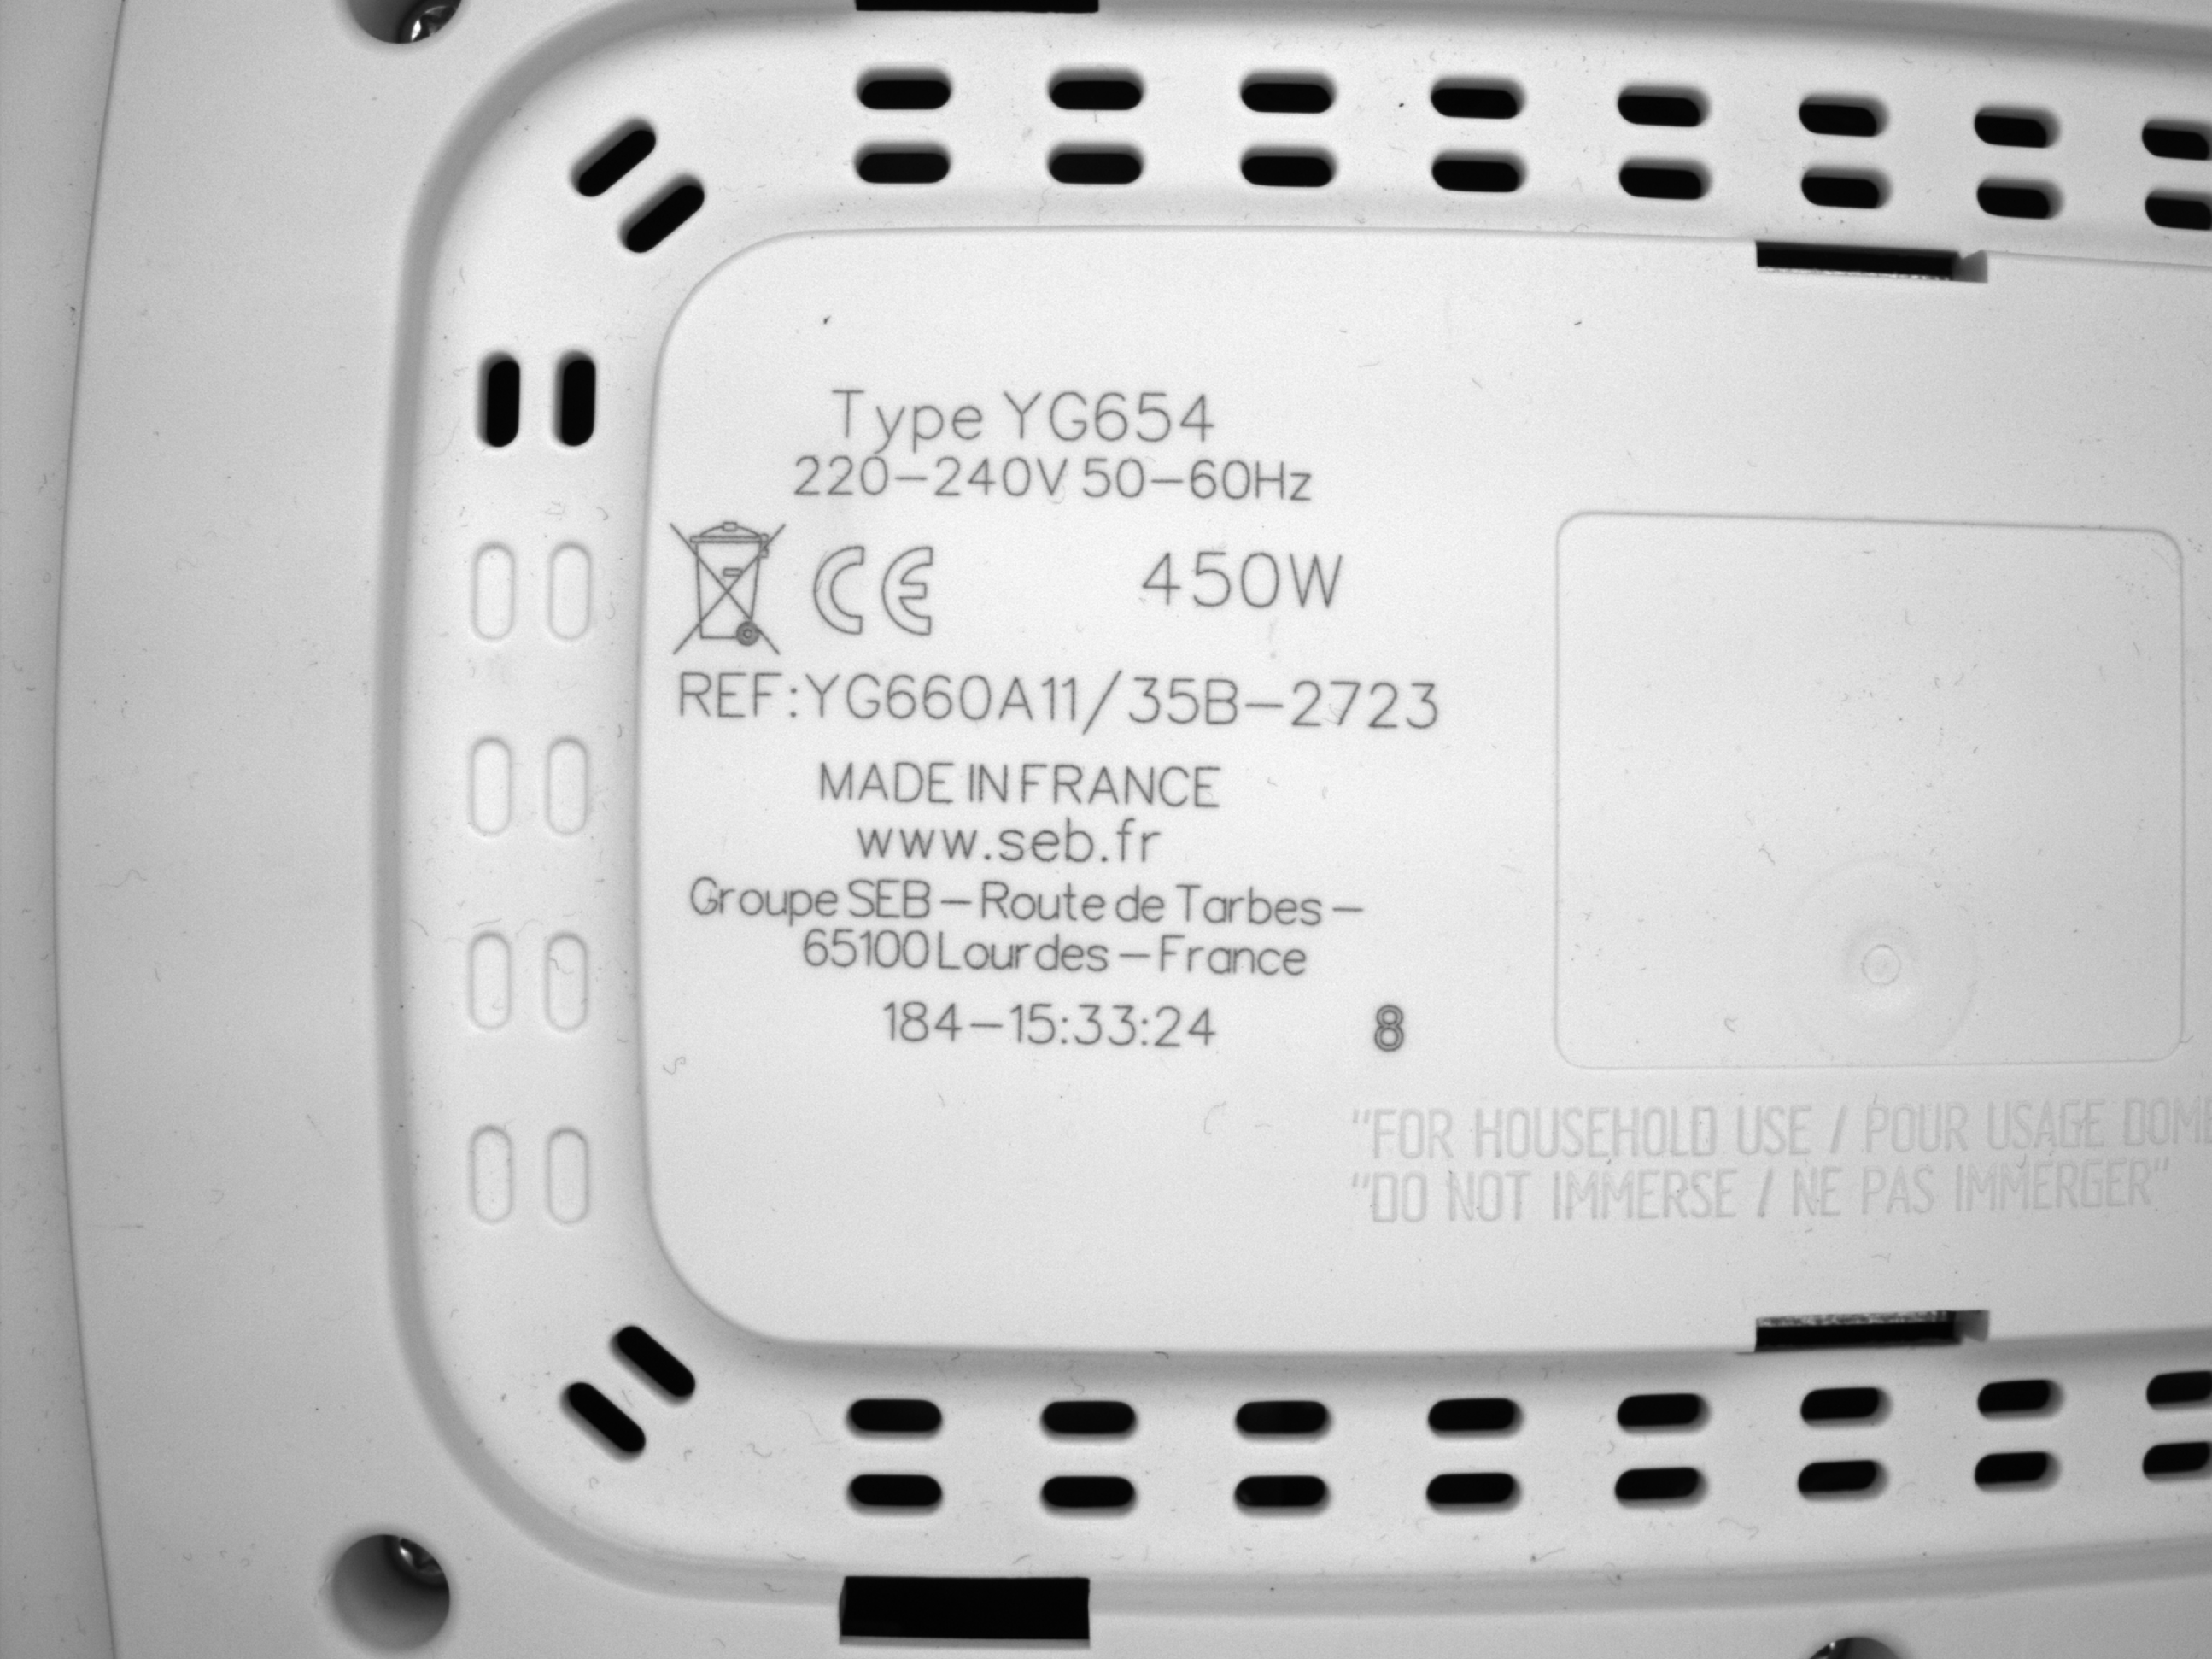 Type YG654
220-240V 50-60Hz
CE 450W
REF:YG660A11/35B-2723
MADE IN FRANCE
www.seb.fr
Groupe SEB - Route de Tarbes -
65100 Lourdes - France
184-15:33:24 8
"FOR HOUSEHOLD USE / POUR USAGE
"DO NOT IMMERSE / NE PAS IMMERGER"